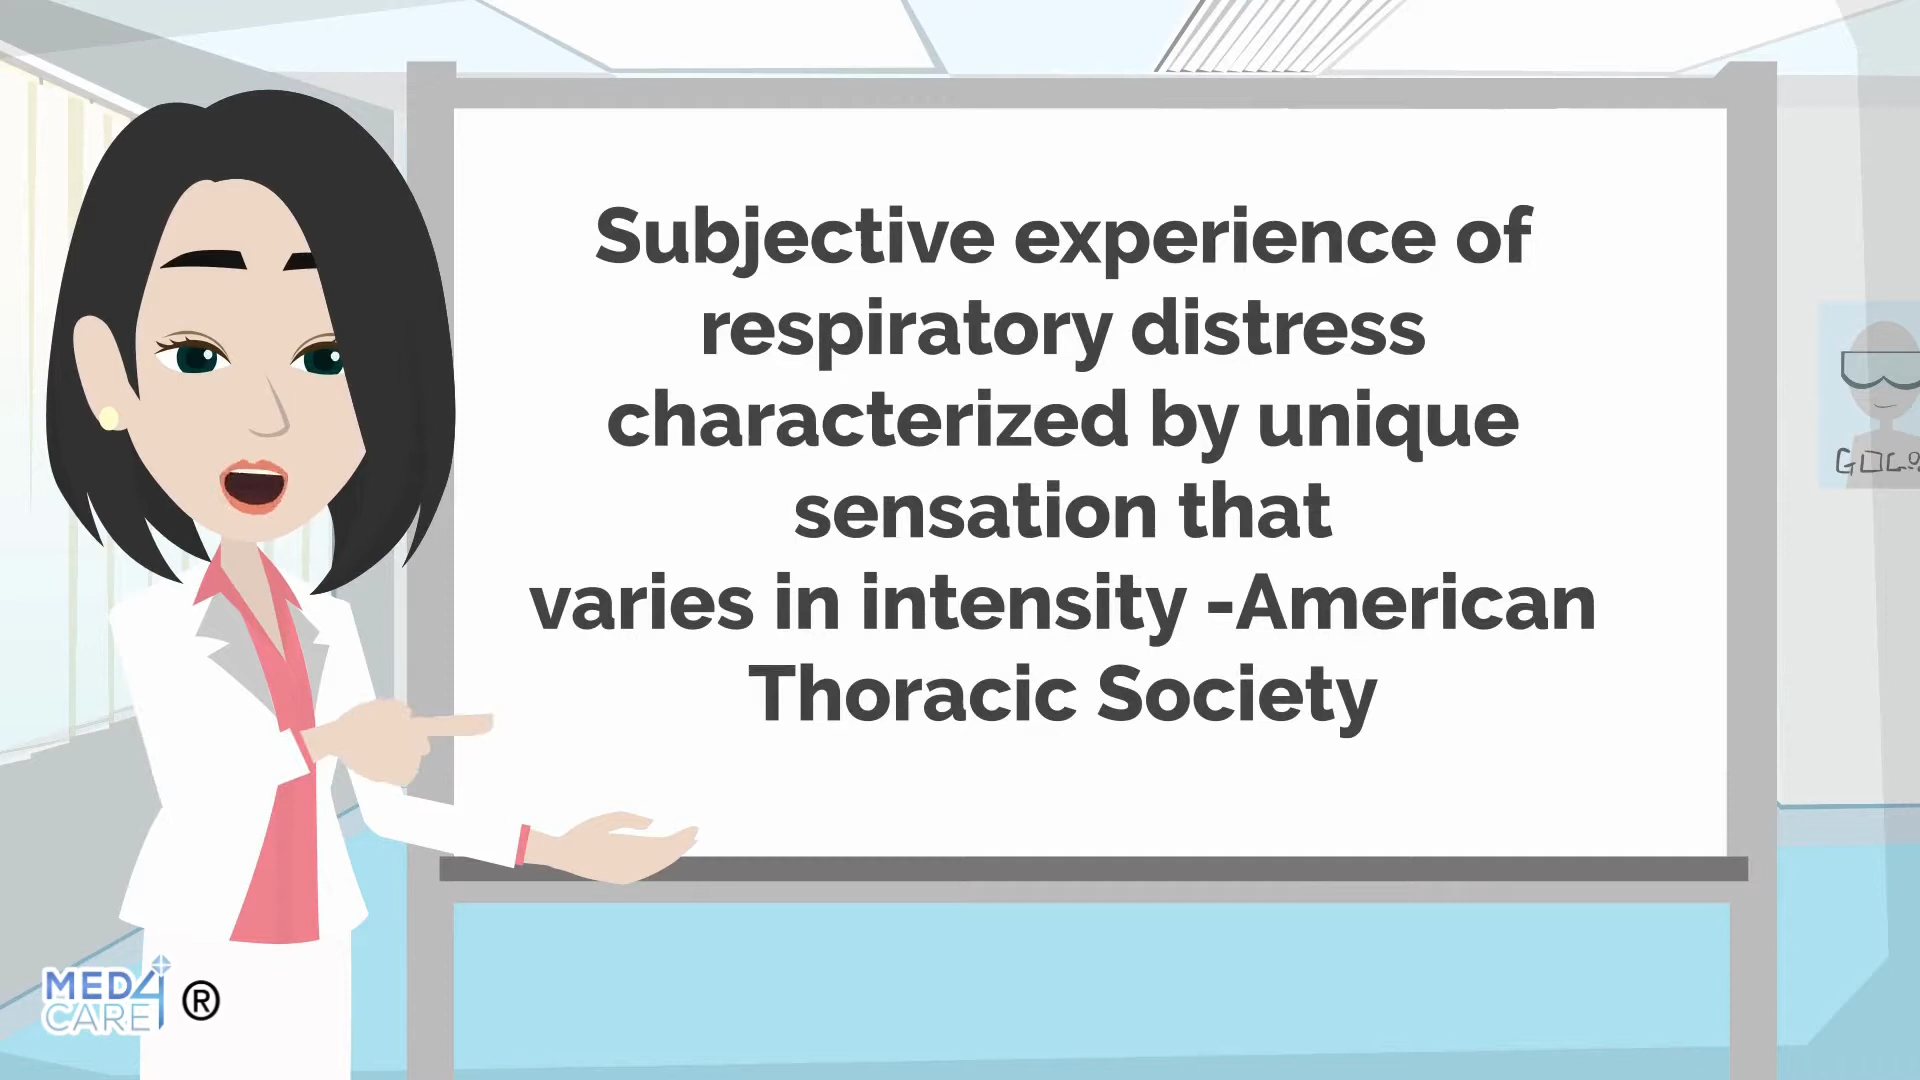 Subjective experience of
respiratory distress
characterized by unique
sensation that
varies in intensity -American
Thoracic Society
MED4
CARE ®